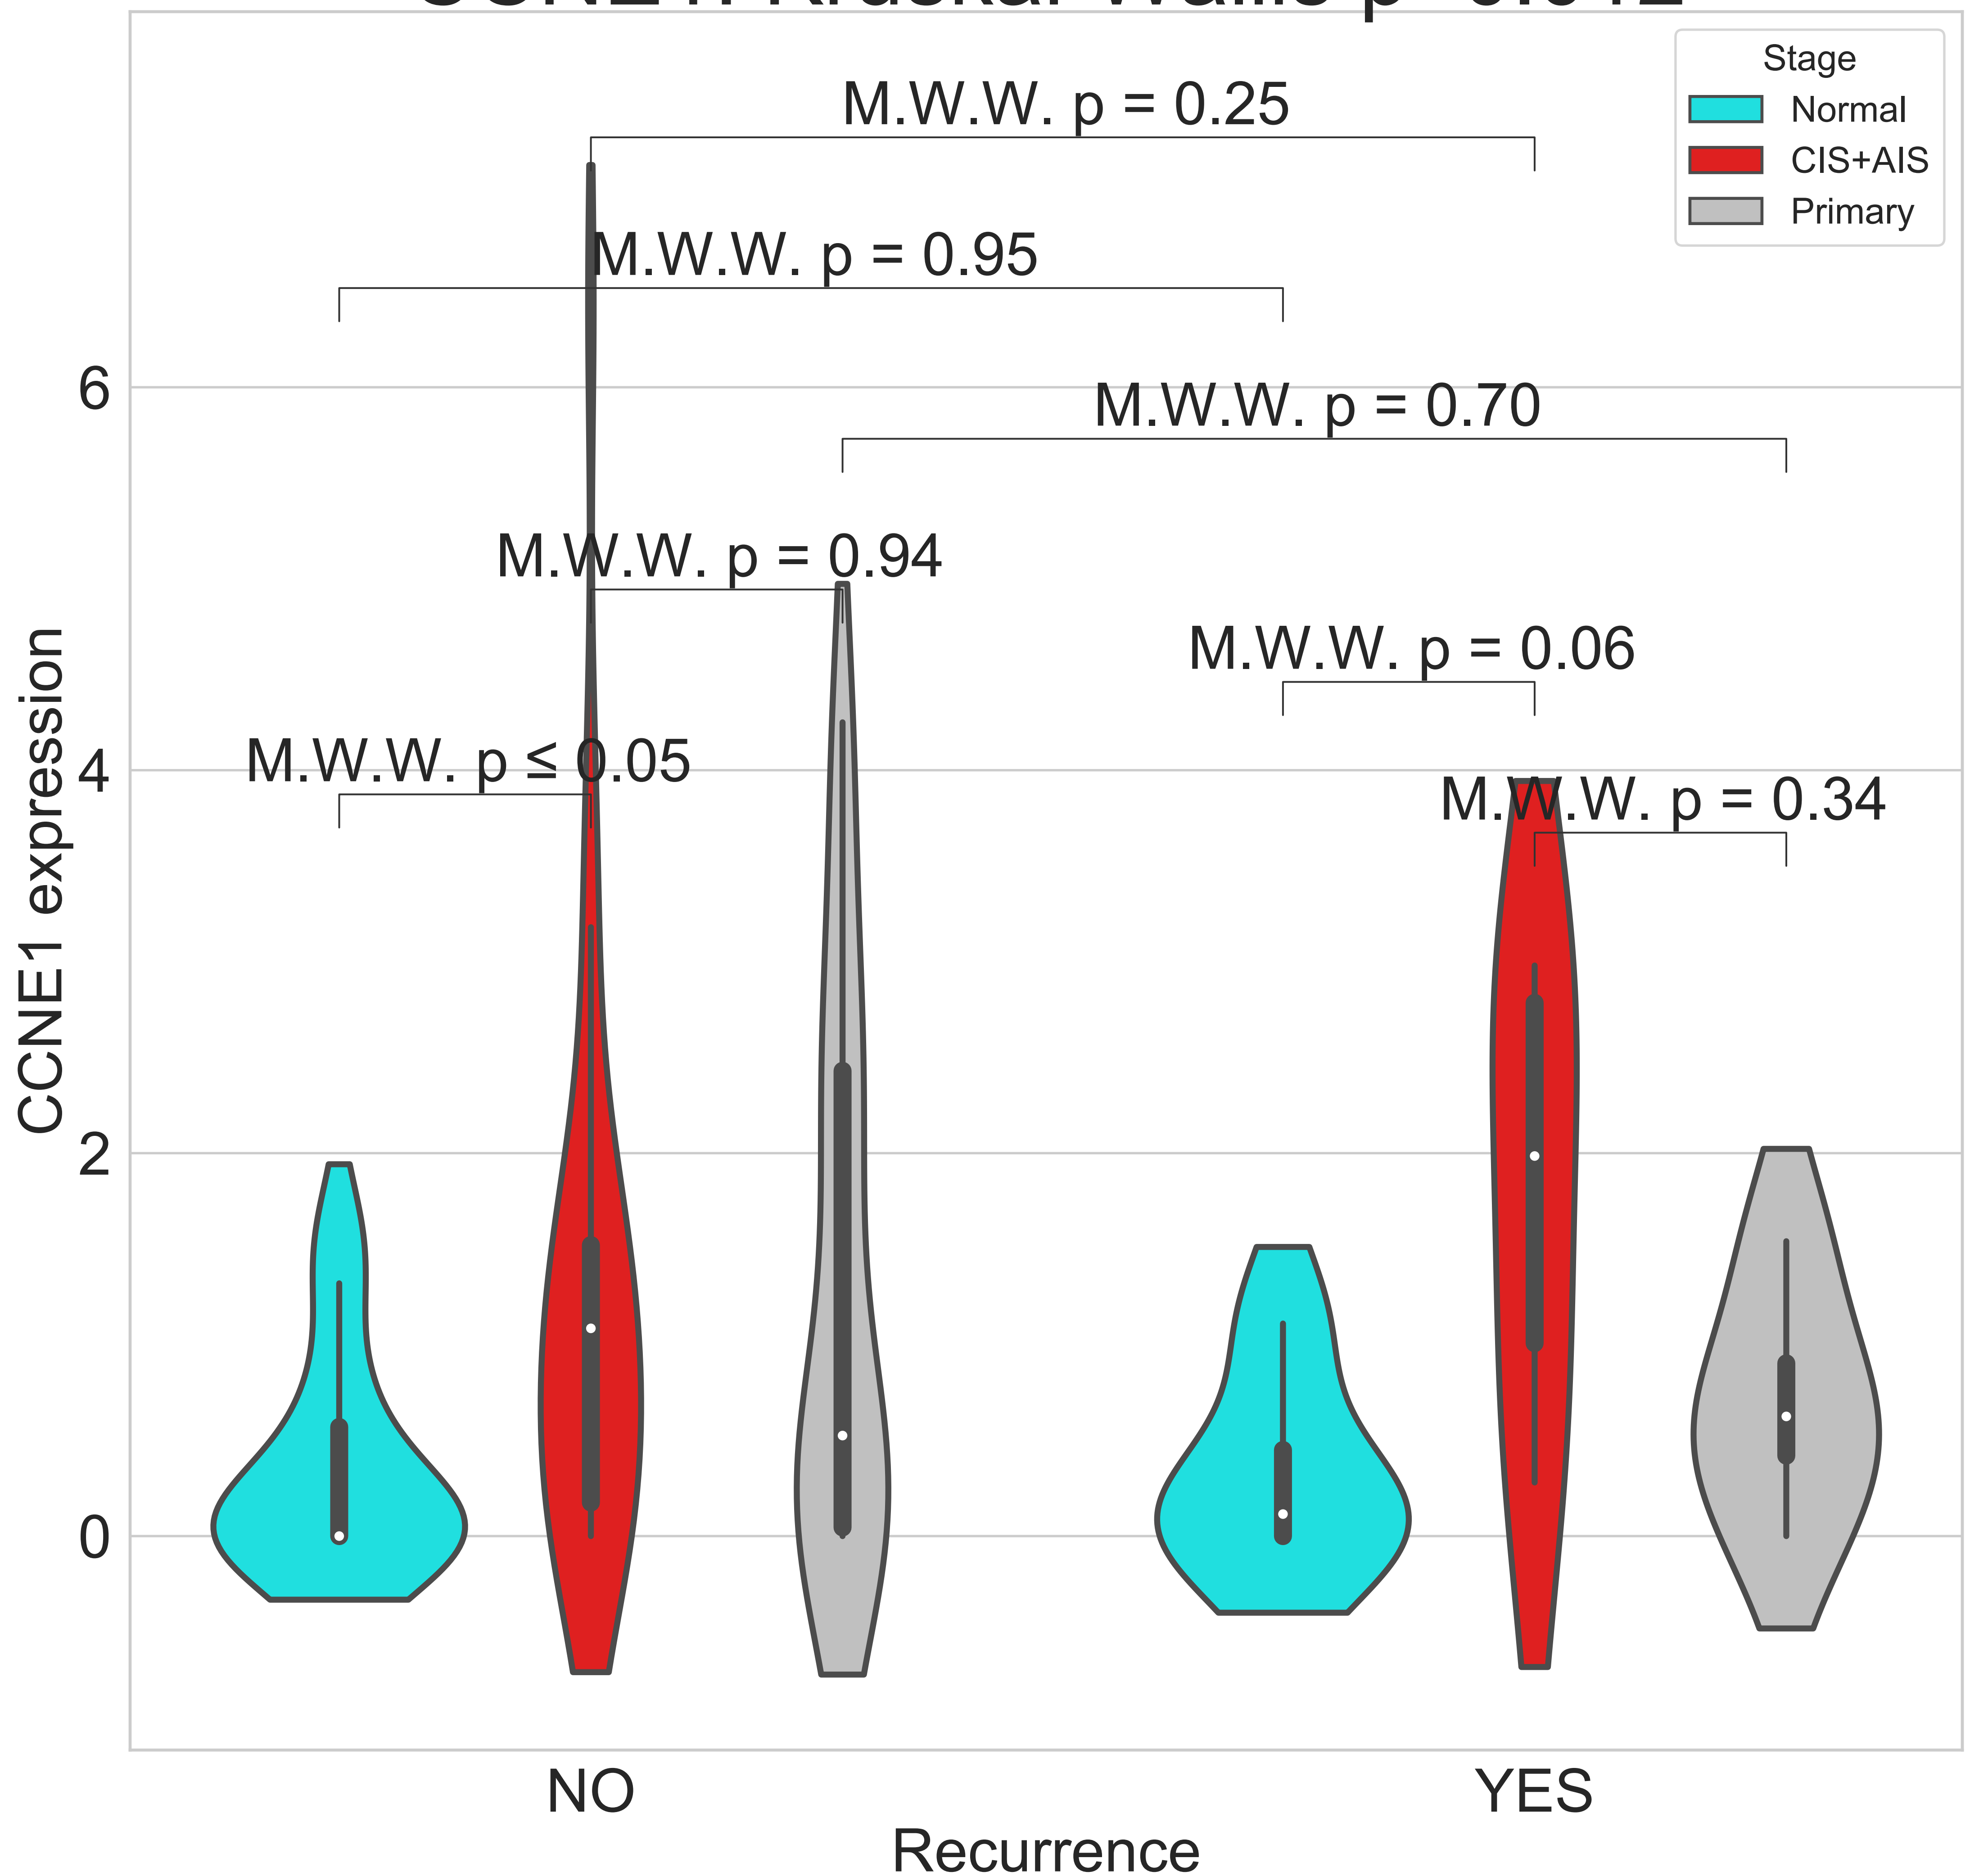 Stage
Normal
CIS+AIS
Primary
M.W.W. p = 0.25
M.W.W. p = 0.95
M.W.W. p = 0.70
M.W.W. p = 0.94
M.W.W. p = 0.06
M.W.W. p ≤ 0.05
M.W.W. p = 0.34
CCNE1 expression
6
4
2
0
NO
YES
Recurrence